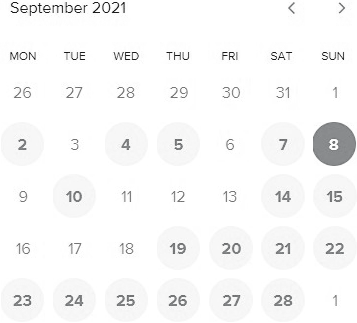 September 2021
MON TUE WED THU FRI SAT SUN
26 27 28 29 30 31 1
2 3 4 5 6 7 8
9 10 11 12 13 14 15
16 17 18 19 20 21 22
23 24 25 26 27 28 1